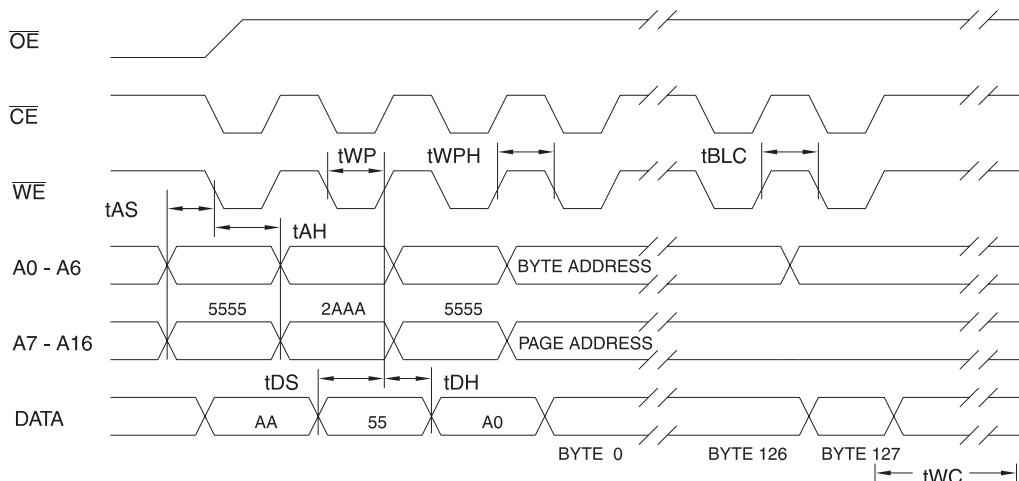 OE
CE
tWP tWPH tBLC
WE
tAS
tAH
A0 - A6 BYTE ADDRESS
5555 2AAA 5555
A7 - A16 PAGE ADDRESS
tDS tDH
DATA AA 55 A0
BYTE 0 BYTE 126 BYTE 127
tWC